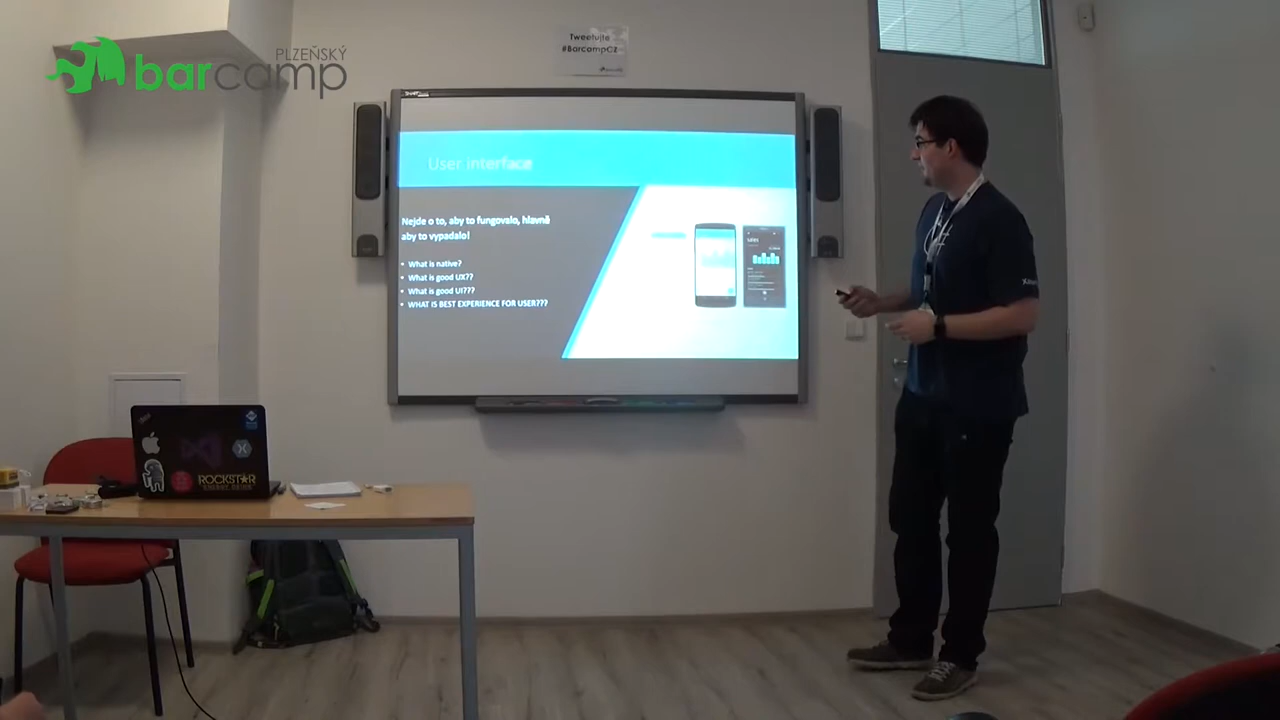 PLZEŇSKÝ
barcamp
Tweetujte
#BarcampCZ
User interface
Nejde o to, aby to fungovalo, hlavně
aby to vypadalo!
• What is native?
• What is good UX??
• What is good UI???
• WHAT IS BEST EXPERIENCE FOR USER???
ROCKSTAR